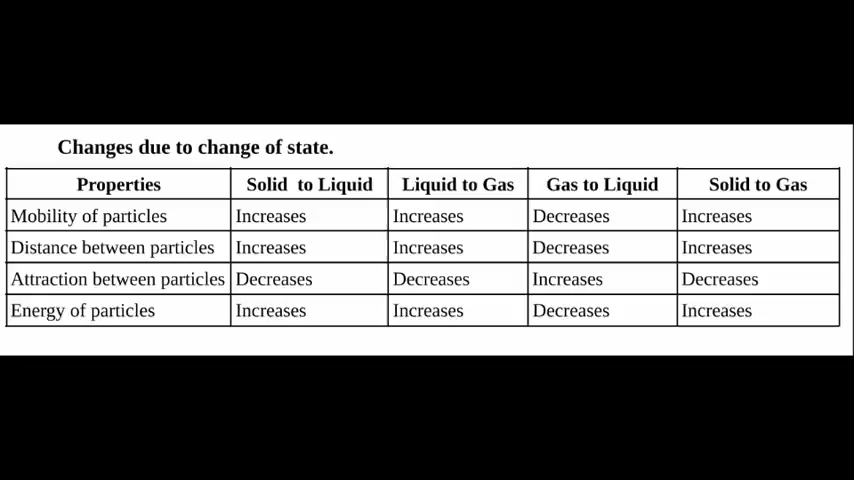 Changes due to change of state.
Properties Solid to Liquid Liquid to Gas Gas to Liquid Solid to Gas
Mobility of particles Increases Increases Decreases Increases
Distance between particles Increases Increases Decreases Increases
Attraction between particles Decreases Decreases Increases Decreases
Energy of particles Increases Increases Decreases Increases